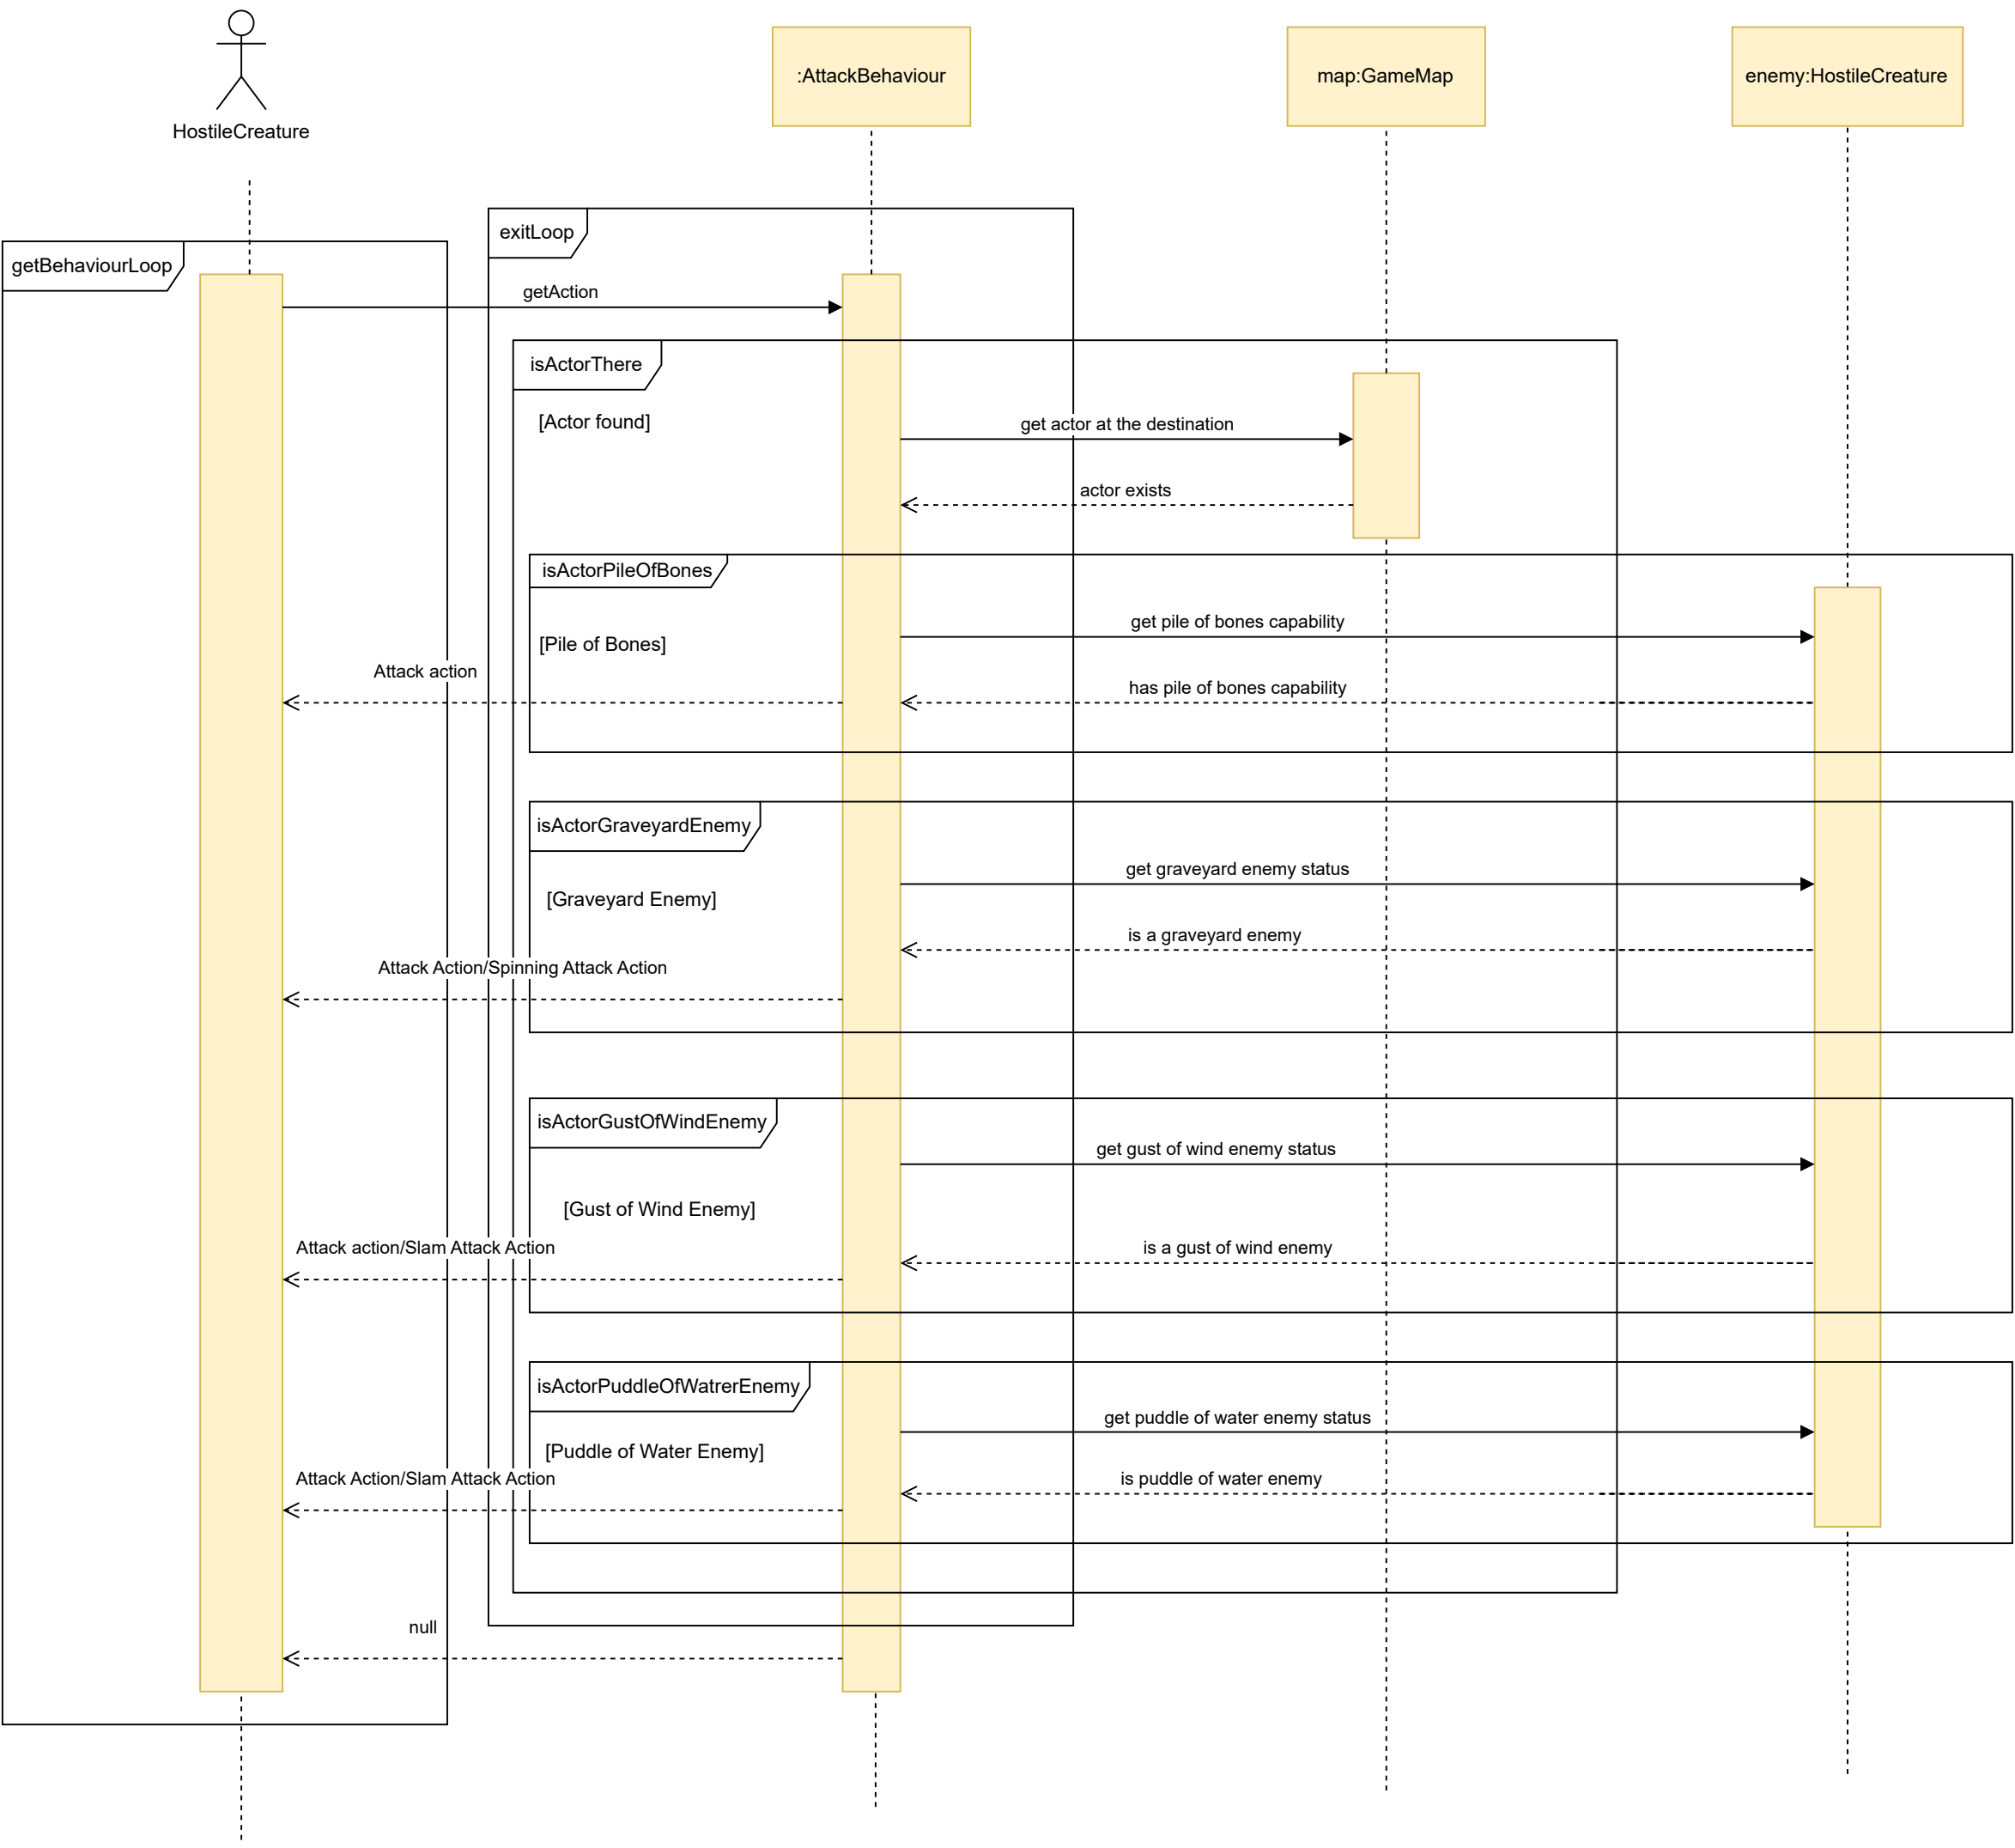 HostileCreature
:AttackBehaviour
map:GameMap
enemy:HostileCreature
exitLoop
getBehaviourLoop
getAction
isActorThere
[Actor found]
get actor at the destination
actor exists
isActorPileOfBones
get pile of bones capability
[Pile of Bones]
Attack action
has pile of bones capability
isActorGraveyardEnemy
get graveyard enemy status
[Graveyard Enemy]
is a graveyard enemy
Attack Action/Spinning Attack Action
isActorGustOfWindEnemy
get gust of wind enemy status
[Gust of Wind Enemy]
Attack action/Slam Attack Action
is a gust of wind enemy
isActorPuddleOfWatrerEnemy
get puddle of water enemy status
[Puddle of Water Enemy]
Attack Action/Slam Attack Action
is puddle of water enemy
null